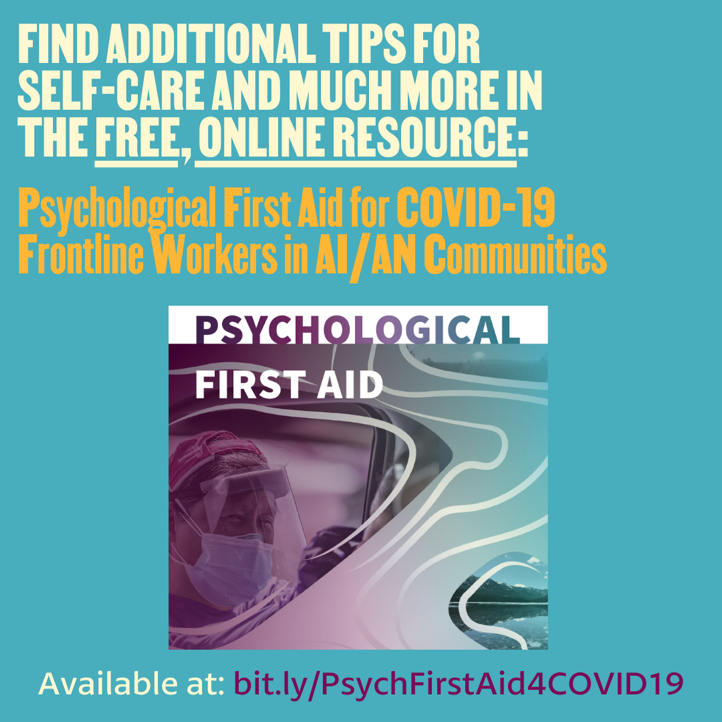 FIND ADDITIONAL TIPS FOR
SELF-CARE AND MUCH MORE IN
THE FREE, ONLINE RESOURCE:
Psychological First Aid for COVID-19
Frontline Workers in AI/AN Communities
PSYCHOLOGICAL
FIRST AID
Available at: bit.ly/PsychFirstAid4COVID19